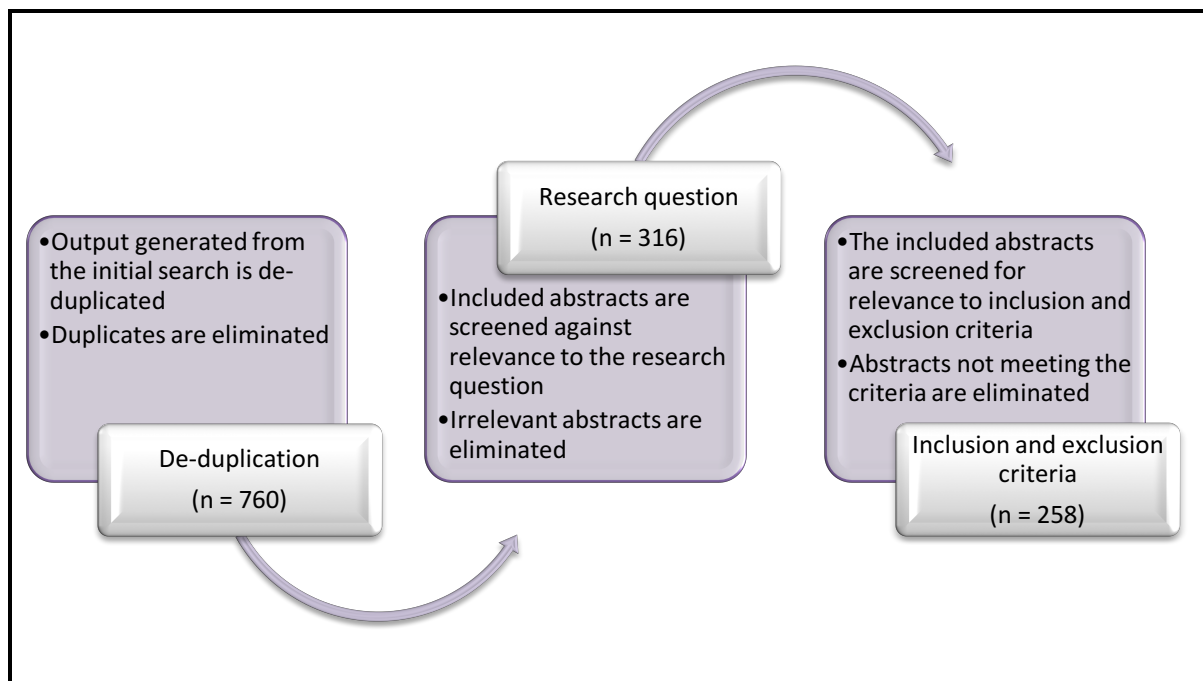 •Output generated from
the initial search is de-
duplicated
•Duplicates are eliminated
De-duplication
(n = 760)
Research question
(n = 316)
•Included abstracts are
screened against
relevance to the research
question
•Irrelevant abstracts are
eliminated
•The included abstracts
are screened for
relevance to inclusion and
exclusion criteria
•Abstracts not meeting the
criteria are eliminated
Inclusion and exclusion
criteria
(n = 258)